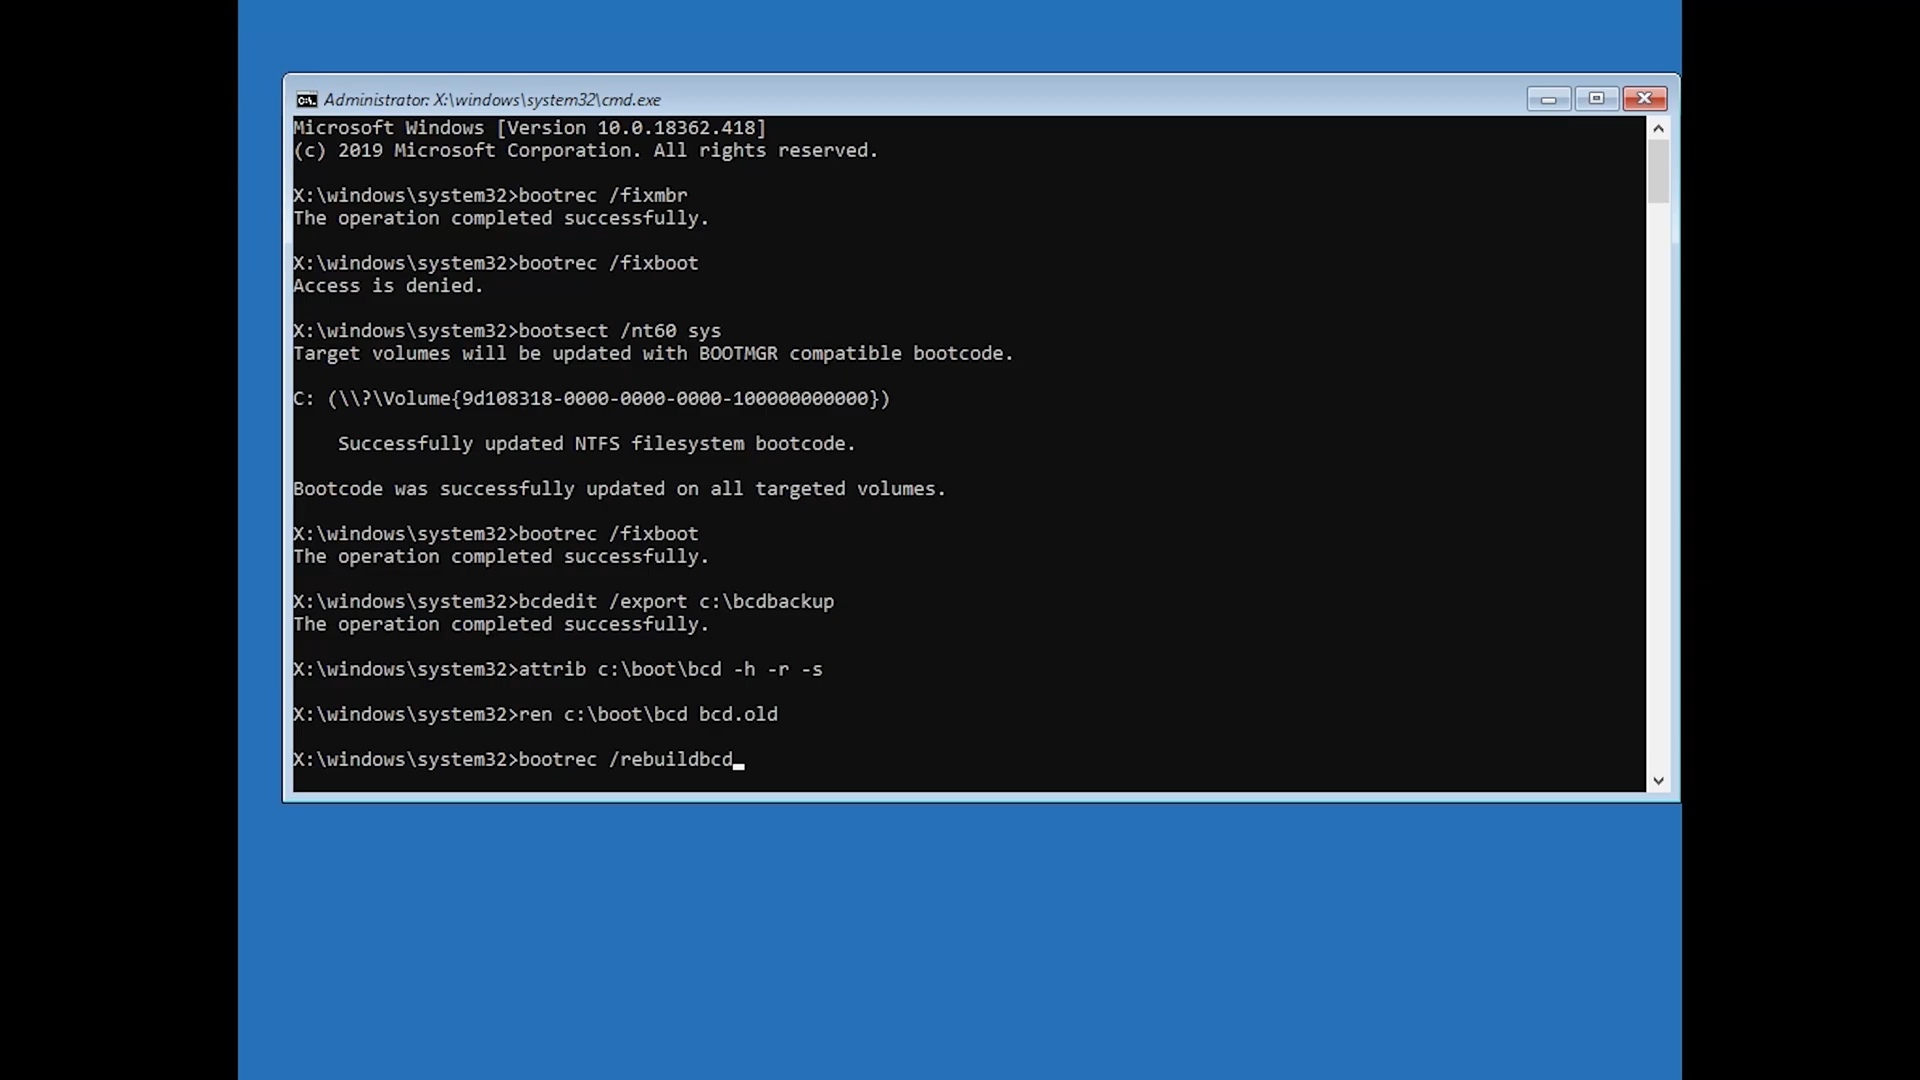 Administrator: X:\windows\system32\cmd.exe
Microsoft Windows [Version 10.0.18362.418]
(c) 2019 Microsoft Corporation. All rights reserved.
X:\windows\system32>bootrec /fixmbr
The operation completed successfully.
X:\windows\system32>bootrec /fixboot
Access is denied.
X:\windows\system32>bootsect /nt60 sys
Target volumes will be updated with BOOTMGR compatible bootcode.
C: (\\?\Volume{9d108318-0000-0000-0000-100000000000})
Successfully updated NTFS filesystem bootcode.
Bootcode was successfully updated on all targeted volumes.
X:\windows\system32>bootrec /fixboot
The operation completed successfully.
X:\windows\system32>bcdedit /export c:\bcdbackup
The operation completed successfully.
X:\windows\system32>attrib c:\boot\bcd -h -r -s
X:\windows\system32>ren c:\boot\bcd bcd.old
X:\windows\system32>bootrec /rebuildbcd